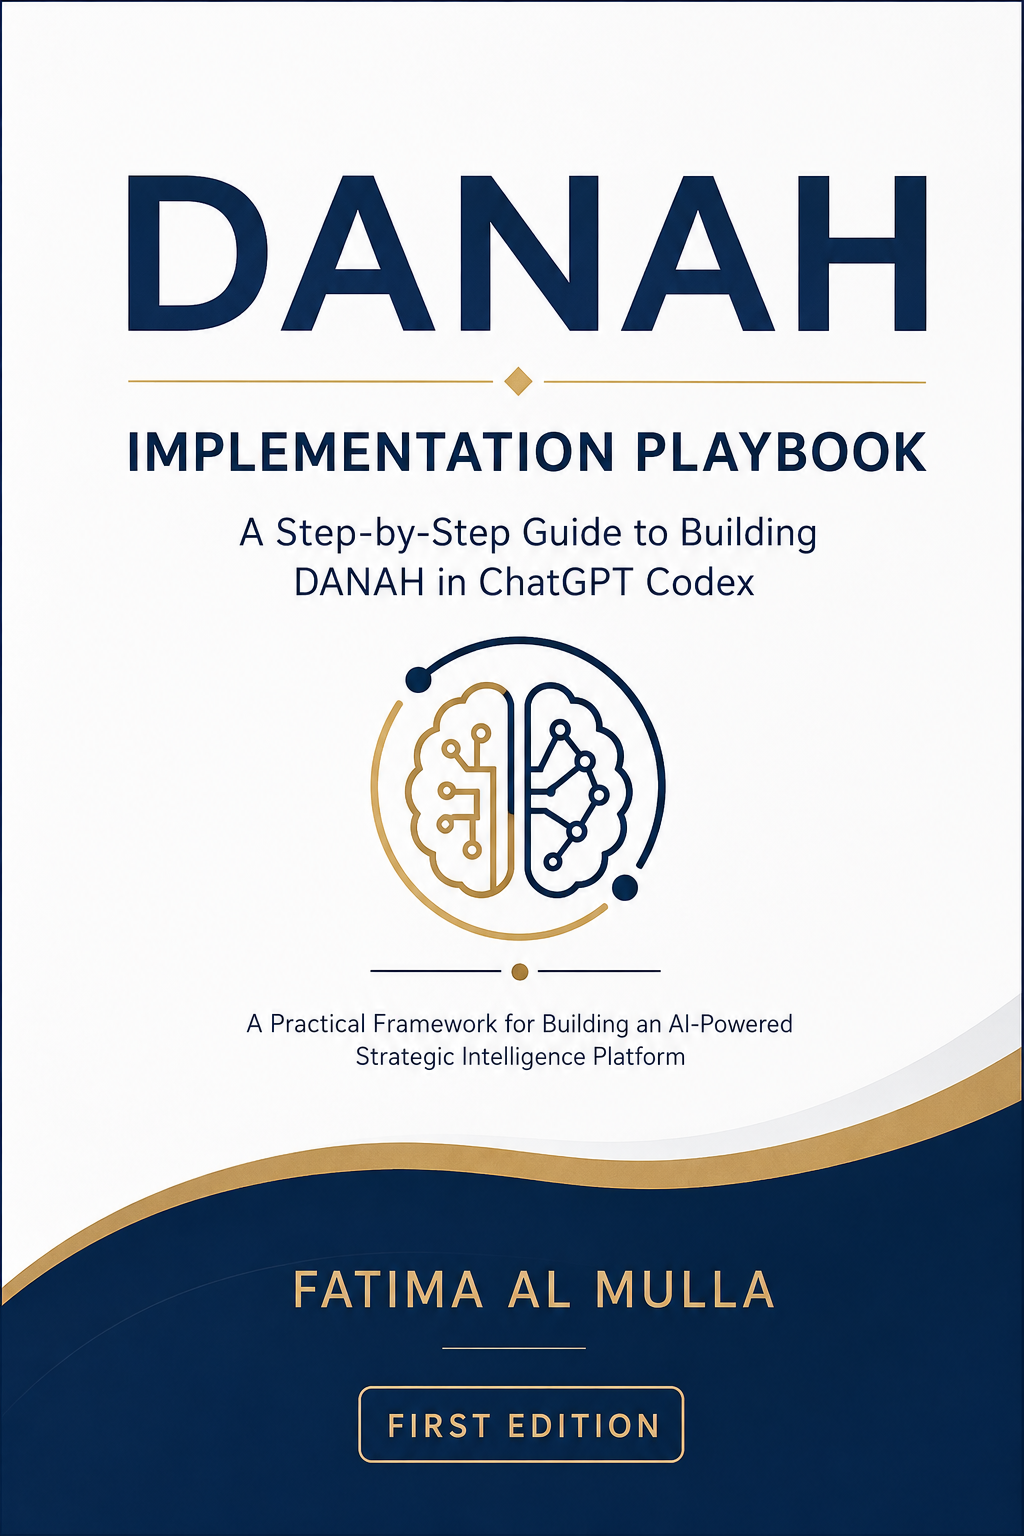 DANAH
IMPLEMENTATION PLAYBOOK
A Step-by-Step Guide to Building
DANAH in ChatGPT Codex
A Practical Framework for Building an AI-Powered
Strategic Intelligence Platform
FATIMA AL MULLA
FIRST EDITION